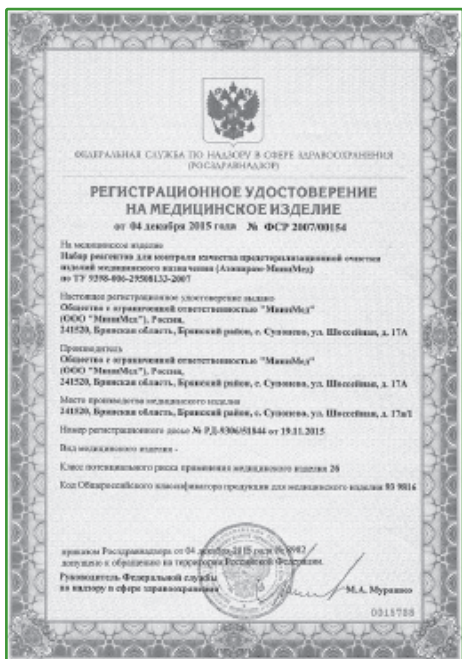 ФЕДЕРАЛЬНАЯ СЛУЖБА ПО НАДЗОРУ В СФЕРЕ ЗДРАВООХРАНЕНИЯ
(РОСЗДРАВНАДЗОР)
РЕГИСТРАЦИОННОЕ УДОСТОВЕРЕНИЕ
НА МЕДИЦИНСКОЕ ИЗДЕЛИЕ
от 04 декабря 2015 года № ФСР 2007/00154
На медицинское изделие
Набор реагентов для контроля качества предстерилизационной очистки
изделий медицинского назначения (Азопирам МиниМед)
по ТУ 9398-006-29508133-2007
Настоящее регистрационное удостоверение выдано
Общество с ограниченной ответственностью "МиниМед"
(ООО "МиниМед"), Россия,
241520, Брянская область, Брянский район, с. Супонево, ул. Шоссейная, д. 17А
Производитель
Общество с ограниченной ответственностью "МиниМед"
(ООО "МиниМед"), Россия,
241520, Брянская область, Брянский район, с. Супонево, ул. Шоссейная, д. 17А
Место производства медицинского изделия
241520, Брянская область, Брянский район, с. Супонево, ул. Шоссейная, д. 17а/1
Номер регистрационного досье № РД-9306/51844 от 19.11.2015
Вид медицинского изделия -
Класс потенциального риска применения медицинского изделия 2б
Код Общероссийского классификатора продукции для медицинского изделия 93 9816
приказом Росздравнадзора от 04 декабря 2015 года №
допущено к обращению на территории Российской Федерации.
Руководитель Федеральной службы
по надзору в сфере здравоохранения
М.А. Мурашко
0015708